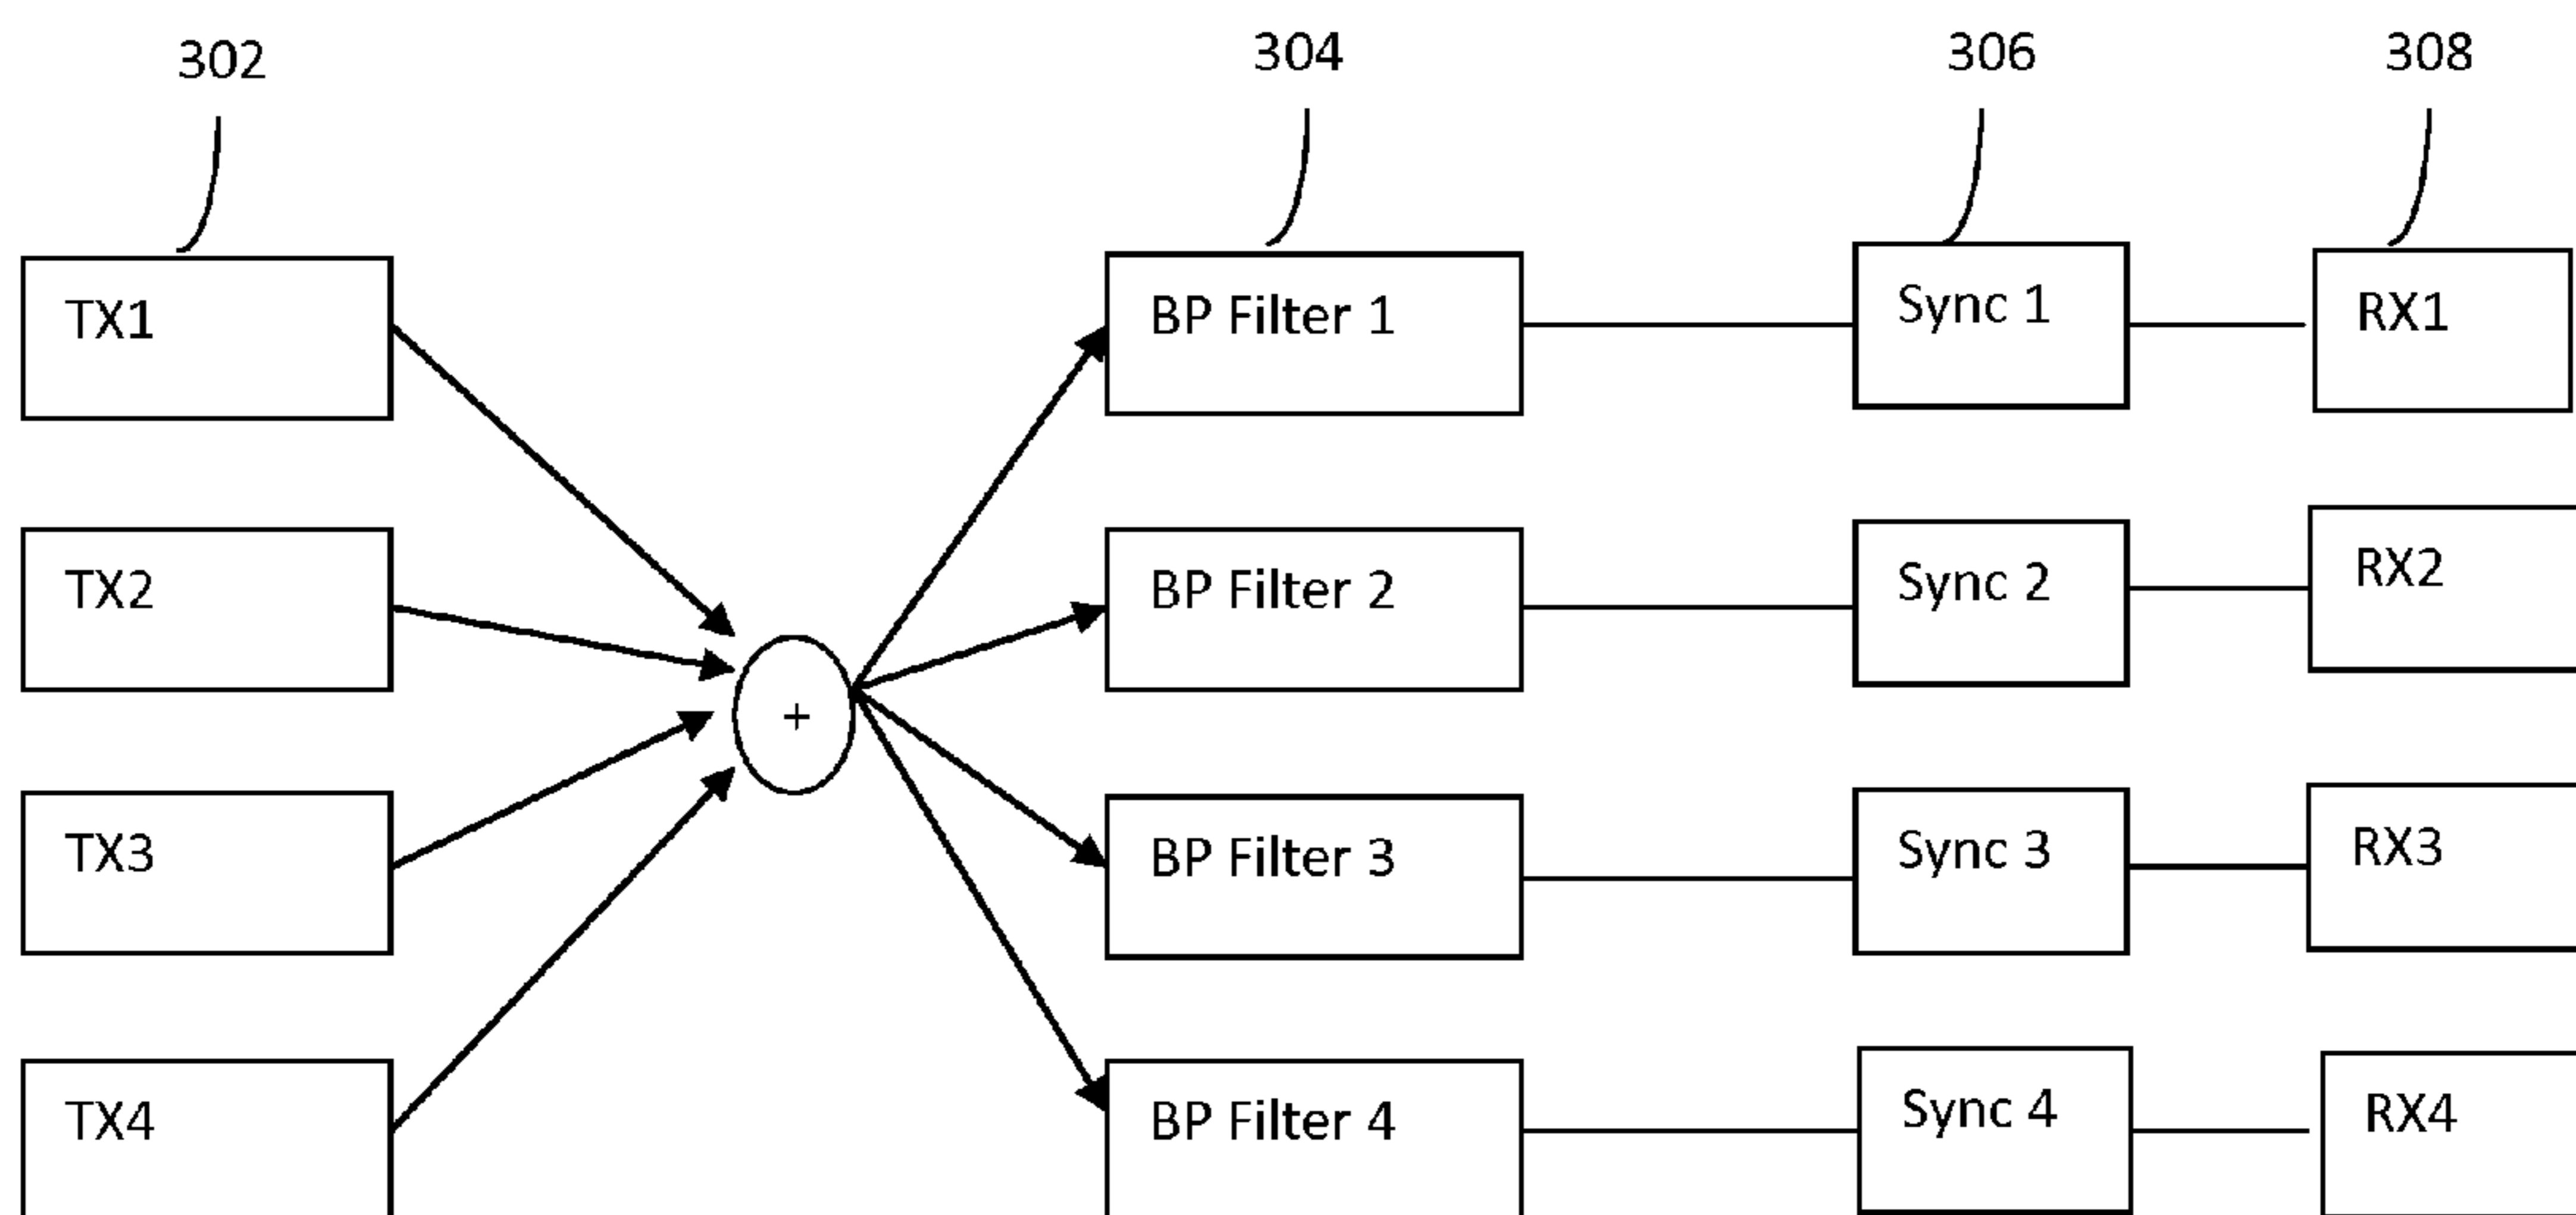 302
304
306
308
TX1
BP Filter 1
Sync 1
RX1
TX2
BP Filter 2
Sync 2
RX2
+
TX3
BP Filter 3
Sync 3
RX3
TX4
BP Filter 4
Sync 4
RX4